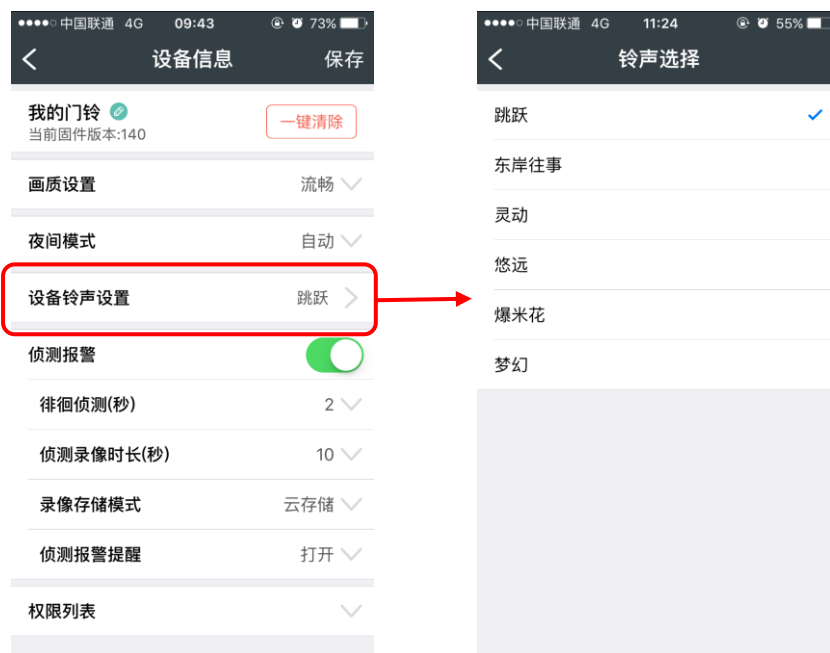 中国联通 4G 09:43 73%
设备信息 保存
我的门铃
当前固件版本:140
一键清除
画质设置 流畅
夜间模式 自动
设备铃声设置 跳跃
侦测报警
徘徊侦测(秒) 2
侦测录像时长(秒) 10
录像存储模式 云存储
侦测报警提醒 打开
权限列表
中国联通 4G 11:24 55%
铃声选择
跳跃
东岸往事
灵动
悠远
爆米花
梦幻